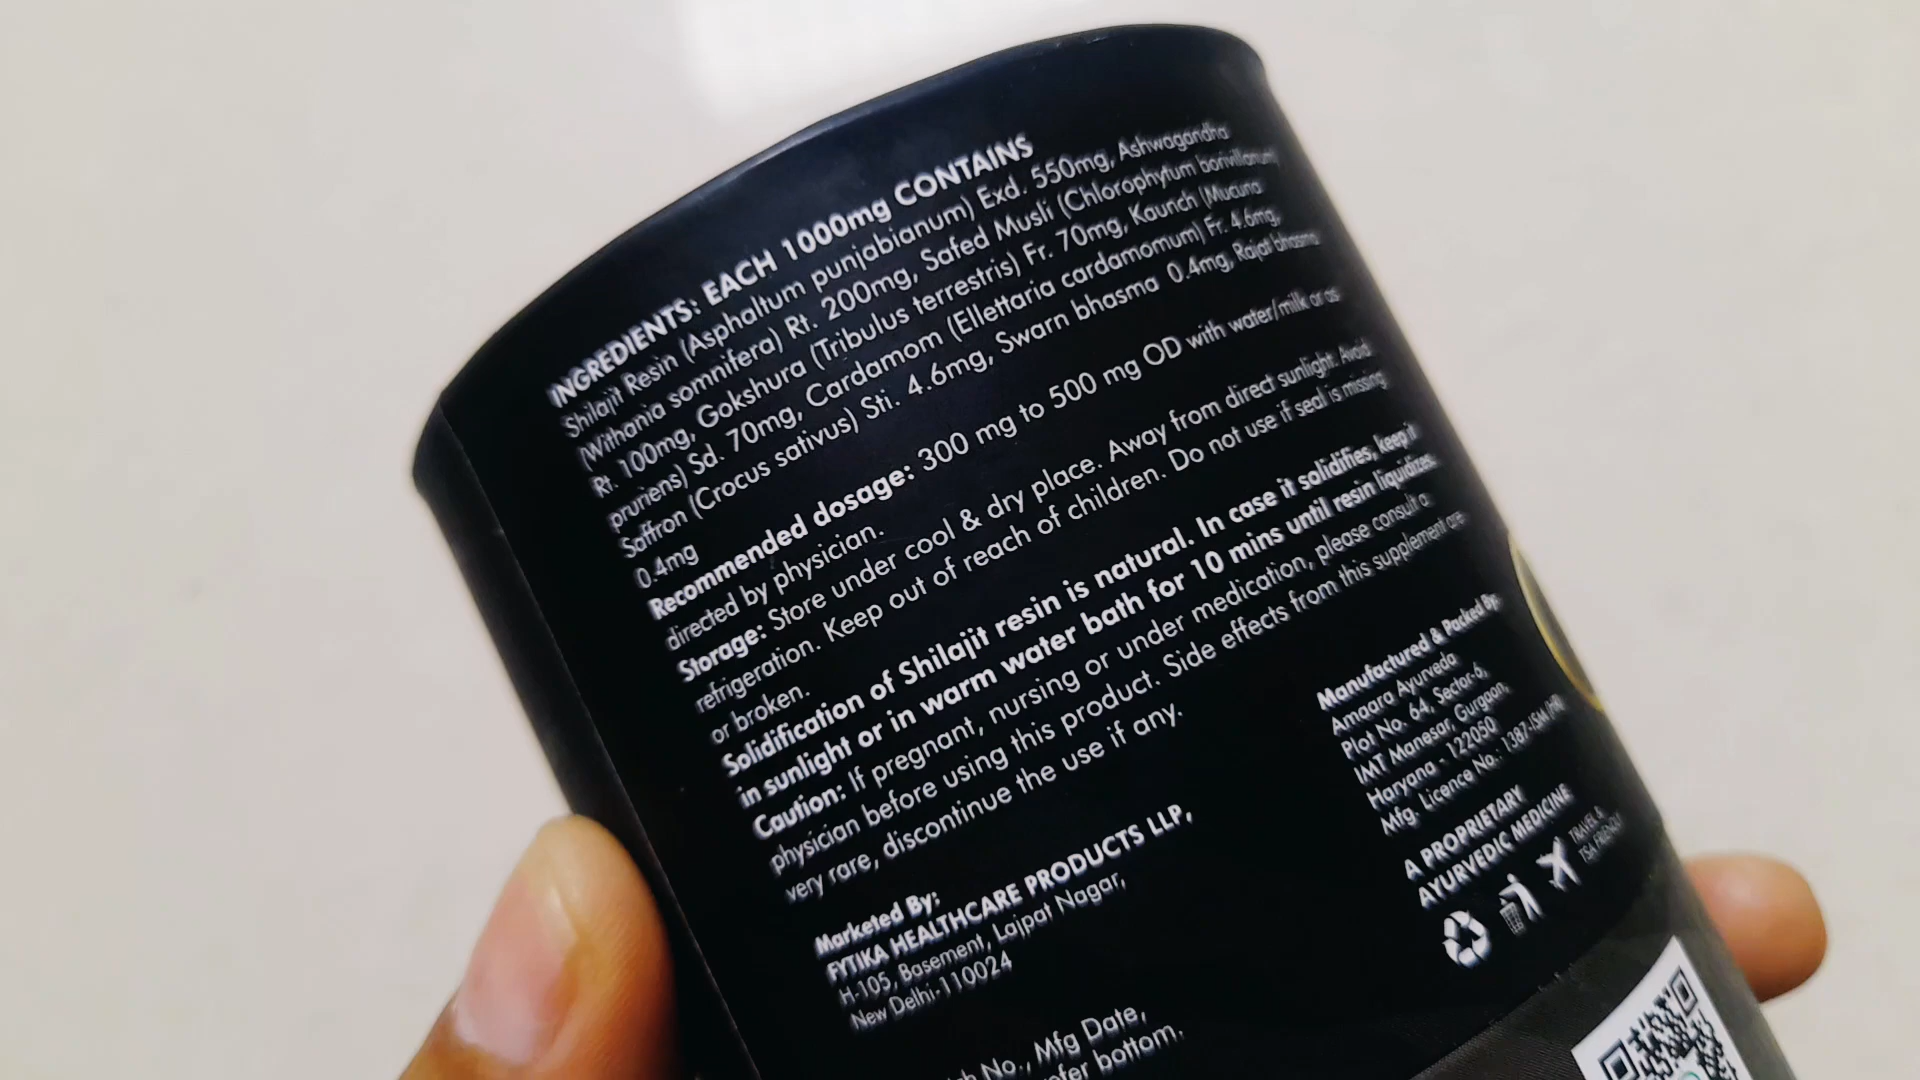 INGREDIENTS: EACH 1000mg CONTAINS
Shilajit Resin (Asphaltum punjabianum) Exd. 550mg, Ashwagandha
(Withania somnifera) Rt. 200mg, Safed Musli (Chlorophytum borivillanum)
Rt. 100mg, Gokshura (Tribulus terrestris) Fr. 70mg, Kaunch (Mucuna
pruriens) Sd. 70mg, Cardamom (Ellettaria cardamomum) Fr. 4.6mg,
Saffron (Crocus sativus) Sti. 4.6mg, Swarn bhasma 0.4mg, Rajat bhasma
0.4mg
Recommended dosage: 300 mg to 500 mg OD with water/milk or as
directed by physician.
Storage: Store under cool & dry place. Away from direct sunlight. Avoid
refrigeration. Keep out of reach of children. Do not use if seal is missing
or broken.
Solidification of Shilajit resin is natural. In case it solidifies, keep it
in sunlight or in warm water bath for 10 mins until resin liquidizes.
Caution: If pregnant, nursing or under medication, please consult a
physician before using this product. Side effects from this supplement are
very rare, discontinue the use if any.
Marketed By:
FYTIKA HEALTHCARE PRODUCTS LLP,
H-105, Basement, Lajpat Nagar,
New Delhi-110024
Manufactured & Packed By:
Amaara Ayurveda
Plot No. 64, Sector-6,
IMT Manesar, Gurgaon,
Haryana - 122050
Mfg. Licence No.: 1387-ISM
A PROPRIETARY
AYURVEDIC MEDICINE
TRAVEL &
TSA FRIENDLY
No., Mfg Date,
bottom.